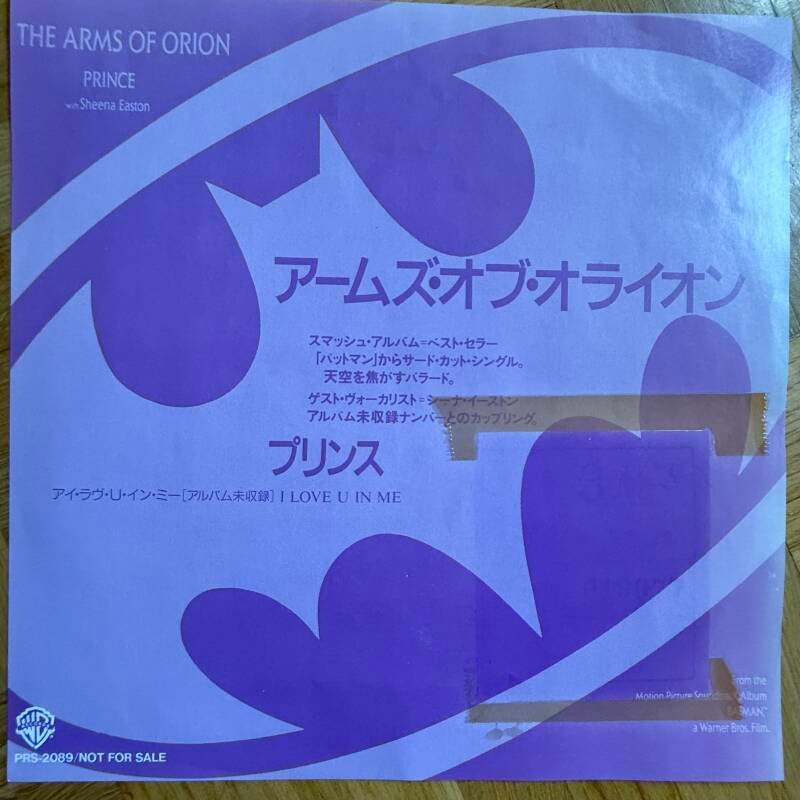 THE ARMS OF ORION
PRINCE
with Sheena Easton
アームズ・オブ・オライオン
スマッシュ・アルバム=ベスト・セラー
「バットマン」からサード・カット・シングル。
天空を焦がすバラード。
ゲスト・ヴォーカリスト=シーナ・イーストン
アルバム未収録ナンバーとのカップリング。
プリンス
アイ・ラヴ・U・イン・ミー[アルバム未収録] I LOVE U IN ME
From the
Motion Picture Soundtrack Album
BATMAN,™
a Warner Bros. Film.
PRS-2089/NOT FOR SALE